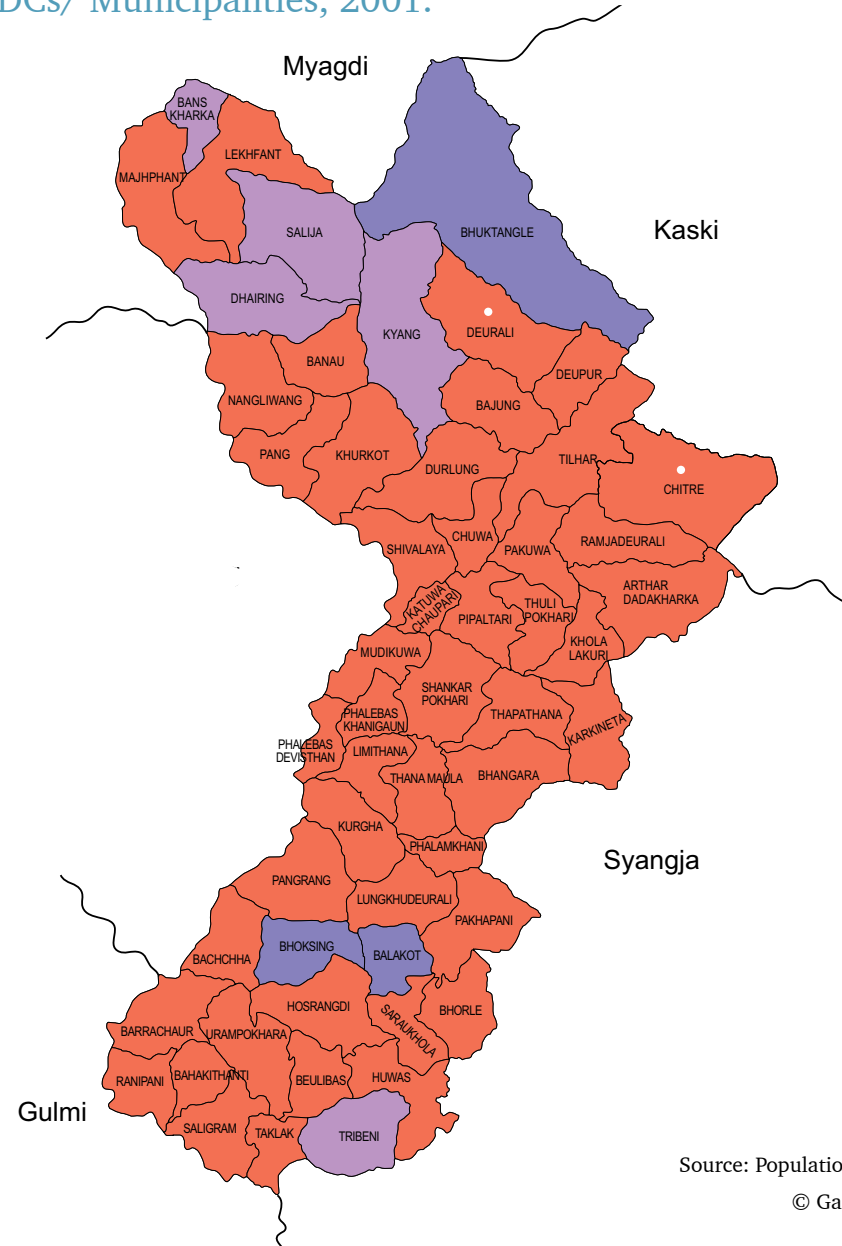 DCs/ Municipalities, 2001.
Myagdi
BANS
KHARKA
LEKHFANT
MAJHPHANT
SALIJA
BHUKTANGLE
Kaski
DHAIRING
KYANG
DEURALI
BANAU
DEUPUR
NANGLIWANG
BAJUNG
PANG
KHURKOT
DURLUNG
TILHAR
CHITRE
SHIVALAYA
CHUWA
PAKUWA
RAMJADEURALI
ARTHAR
DADAKHARKA
KATUWA
CHAUPARI
PIPALTARI
THULI
POKHARI
KHOLA
LAKURI
MUDIKUWA
SHANKAR
POKHARI
PHALEBAS
KHANIGAUN
THAPATHANA
KARKINETA
PHALEBAS
DEVISTHAN
LIMITHANA
THANA MAULA
BHANGARA
KURGHA
PHALAMKHANI
Syangja
PANGRANG
LUNGKHUDEURALI
PAKHAPANI
BHOKSING
BALAKOT
BACHCHHA
HOSRANGDI
SARAUKHOLA
BHORLE
BARRACHAUR
URAMPOKHARA
RANIPANI
BAHAKITHANTI
BEULIBAS
HUWAS
Gulmi
SALIGRAM
TAKLAK
TRIBENI
Source: Populatio
© Ga